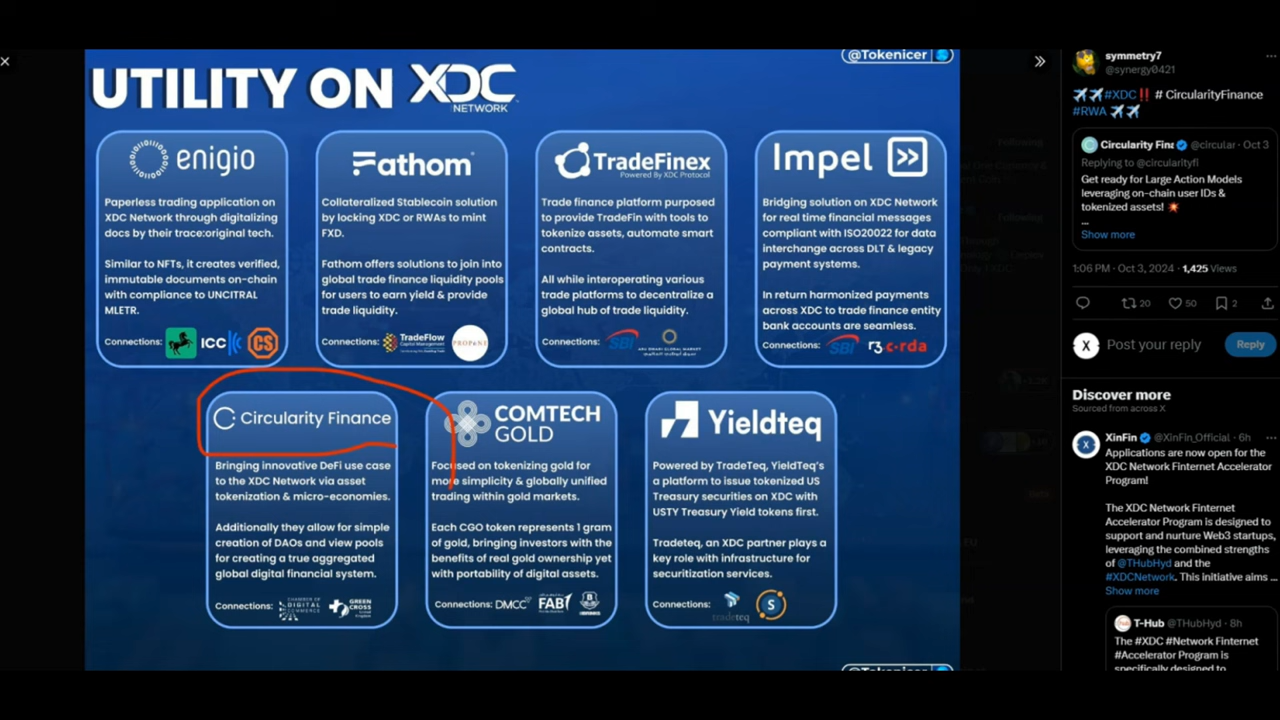 @Tokenicer
UTILITY ON XDC
NETWORK
enigio
Paperless trading application on
XDC Network through digitalizing
docs by their trace:original tech.
Similar to NFTs, it creates verified,
immutable documents on-chain
with compliance to UNCITRAL
MLETR.
Connections: ICC CS
Fathom
Collateralized Stablecoin solution
by locking XDC or RWAs to mint
FXD.
Fathom offers solutions to join into
global trade finance liquidity pools
for users to earn yield & provide
trade liquidity.
Connections: TradeFlow
Capital Management
PROPINE
TradeFinex
Powered By XDC Protocol
Trade finance platform purposed
to provide TradeFin with tools to
tokenize assets, automate smart
contracts.
All while interoperating various
trade platforms to decentralize a
global hub of trade liquidity.
Connections: SBI ABU DHABI GLOBAL MARKET
Impel
Bridging solution on XDC Network
for real time financial messages
compliant with ISO20022 for data
interchange across DLT & legacy
payment systems.
In return harmonized payments
across XDC to trade finance entity
bank accounts are seamless.
Connections: SBI r3 c·rda
Circularity Finance
Bringing innovative DeFi use case
to the XDC Network via asset
tokenization & micro-economies.
Additionally they allow for simple
creation of DAOs and view pools
for creating a true aggregated
global digital financial system.
Connections: CHAMBER OF
DIGITAL
COMMERCE
GREEN
CROSS
COMTECH
GOLD
Focused on tokenizing gold for
more simplicity & globally unified
trading within gold markets.
Each CGO token represents 1 gram
of gold, bringing investors with the
benefits of real gold ownership yet
with portability of digital assets.
Connections: DMCC FAB
Yieldteq
Powered by TradeTeq, YieldTeq's
a platform to issue tokenized US
Treasury securities on XDC with
USTY Treasury Yield tokens first.
Tradeteq, an XDC partner plays a
key role with infrastructure for
securitization services.
Connections: tradeteq S
@Tokenicer
symmetry7
@synergy0421
#XDC‼️ # CircularityFinance
#RWA
Circularity Fina @circular · Oct 3
Replying to @circularityfi
Get ready for Large Action Models
leveraging on-chain user IDs &
tokenized assets!
...
Show more
1:06 PM · Oct 3, 2024 · 1,425 Views
20 50 2
X Post your reply Reply
Discover more
Sourced from across X
XinFin @XinFin_Official · 6h
Applications are now open for the
XDC Network Finternet Accelerator
Program!
The XDC Network Finternet
Accelerator Program is designed to
support and nurture Web3 startups,
leveraging the combined strengths
of @THubHyd and the
#XDCNetwork. This initiative aims ...
Show more
T-Hub @THubHyd · 8h
The #XDC #Network Finternet
#Accelerator Program is
specifically designed to